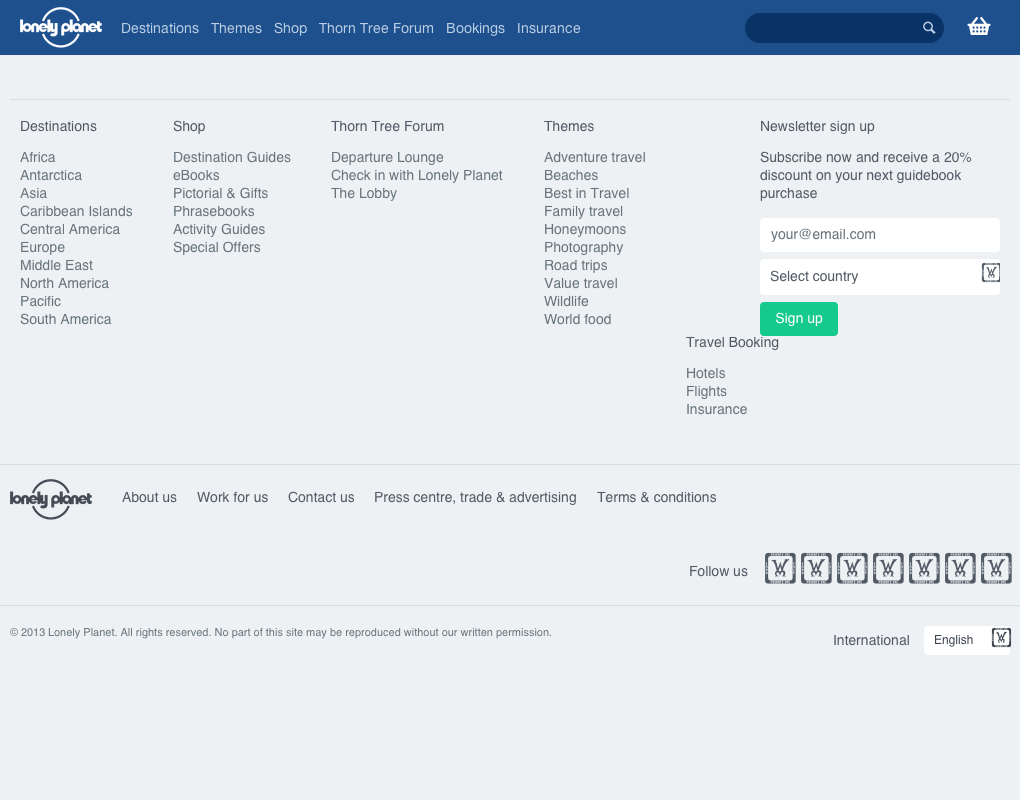 lonely planet
Destinations Themes Shop Thorn Tree Forum Bookings Insurance
Destinations
Africa
Antarctica
Asia
Caribbean Islands
Central America
Europe
Middle East
North America
Pacific
South America
Shop
Destination Guides
eBooks
Pictorial & Gifts
Phrasebooks
Activity Guides
Special Offers
Thorn Tree Forum
Departure Lounge
Check in with Lonely Planet
The Lobby
Themes
Adventure travel
Beaches
Best in Travel
Family travel
Honeymoons
Photography
Road trips
Value travel
Wildlife
World food
Newsletter sign up
Subscribe now and receive a 20%
discount on your next guidebook
purchase
your@email.com
Select country
Sign up
Travel Booking
Hotels
Flights
Insurance
lonely planet
About us Work for us Contact us Press centre, trade & advertising Terms & conditions
Follow us
© 2013 Lonely Planet. All rights reserved. No part of this site may be reproduced without our written permission.
International English